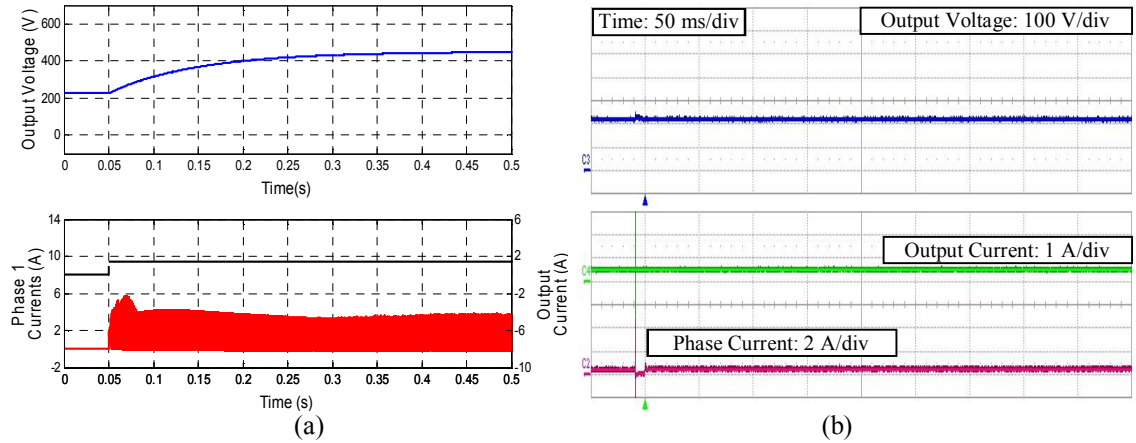 600
400
200
0
Output Voltage (V)
0 0.05 0.1 0.15 0.2 0.25 0.3 0.35 0.4 0.45 0.5
Time(s)
14
10
6
2
-2
Phase 1
Currents (A)
6
2
-2
-6
-10
Output
Current (A)
0 0.05 0.1 0.15 0.2 0.25 0.3 0.35 0.4 0.45 0.5
Time (s)
(a)
Time: 50 ms/div
Output Voltage: 100 V/div
C3
Output Current: 1 A/div
C4
Phase Current: 2 A/div
C2
(b)